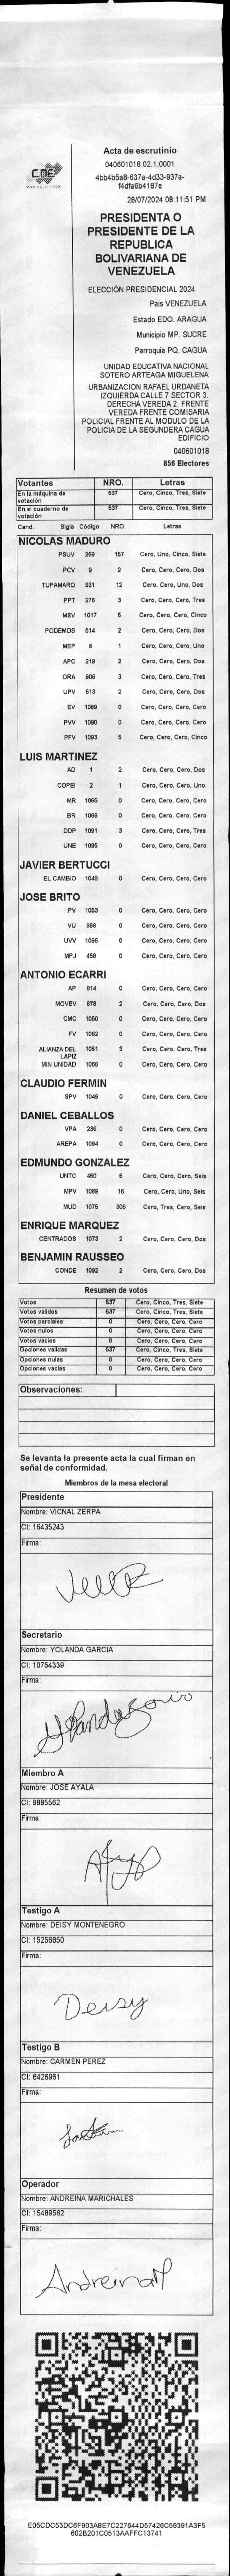 CNE
Acta de escrutinio
040601018.02.1.0001
4bb4b5a8-637a-4d33-937a-
f4dfa6b4187e
28/07/2024 08:11:51 PM
PRESIDENTA O
PRESIDENTE DE LA
REPUBLICA
BOLIVARIANA DE
VENEZUELA
ELECCIÓN PRESIDENCIAL 2024
País VENEZUELA
Estado EDO. ARAGUA
Municipio MP. SUCRE
Parroquia PQ. CAGUA
UNIDAD EDUCATIVA NACIONAL
SOTERO ARTEAGA MIGUELENA
URBANIZACION RAFAEL URDANETA
IZQUIERDA CALLE 7 SECTOR 3.
DERECHA VEREDA 2. FRENTE
VEREDA FRENTE COMISARIA
POLICIAL FRENTE AL MODULO DE LA
POLICIA DE LA SEGUNDERA CAGUA
EDIFICIO
040601018
856 Electores
Votantes NRO. Letras
En la máquina de votación 537 Cero, Cinco, Tres, Siete
En el cuaderno de votación 537 Cero, Cinco, Tres, Siete
Cand. Sigla Código NRO. Letras
NICOLAS MADURO
PSUV 269 157 Cero, Uno, Cinco, Siete
PCV 9 2 Cero, Cero, Cero, Dos
TUPAMARO 931 12 Cero, Cero, Uno, Dos
PPT 276 3 Cero, Cero, Cero, Tres
MSV 1017 5 Cero, Cero, Cero, Cinco
PODEMOS 514 2 Cero, Cero, Cero, Dos
MEP 6 1 Cero, Cero, Cero, Uno
APC 219 2 Cero, Cero, Cero, Dos
ORA 906 3 Cero, Cero, Cero, Tres
UPV 513 2 Cero, Cero, Cero, Dos
EV 1089 0 Cero, Cero, Cero, Cero
PVV 1090 0 Cero, Cero, Cero, Cero
PFV 1093 5 Cero, Cero, Cero, Cinco
LUIS MARTINEZ
AD 1 2 Cero, Cero, Cero, Dos
COPEI 2 1 Cero, Cero, Cero, Uno
MR 1065 0 Cero, Cero, Cero, Cero
BR 1066 0 Cero, Cero, Cero, Cero
DDP 1091 3 Cero, Cero, Cero, Tres
UNE 1095 0 Cero, Cero, Cero, Cero
JAVIER BERTUCCI
EL CAMBIO 1048 0 Cero, Cero, Cero, Cero
JOSE BRITO
PV 1053 0 Cero, Cero, Cero, Cero
VU 968 0 Cero, Cero, Cero, Cero
UVV 1096 0 Cero, Cero, Cero, Cero
MPJ 458 0 Cero, Cero, Cero, Cero
ANTONIO ECARRI
AP 814 0 Cero, Cero, Cero, Cero
MOVEV 879 2 Cero, Cero, Cero, Dos
CMC 1050 0 Cero, Cero, Cero, Cero
FV 1062 0 Cero, Cero, Cero, Cero
ALIANZA DEL LAPIZ 1051 3 Cero, Cero, Cero, Tres
MIN UNIDAD 1068 0 Cero, Cero, Cero, Cero
CLAUDIO FERMIN
SPV 1049 0 Cero, Cero, Cero, Cero
DANIEL CEBALLOS
VPA 236 0 Cero, Cero, Cero, Cero
AREPA 1094 0 Cero, Cero, Cero, Cero
EDMUNDO GONZALEZ
UNTC 460 6 Cero, Cero, Cero, Seis
MPV 1069 16 Cero, Cero, Uno, Seis
MUD 1075 306 Cero, Tres, Cero, Seis
ENRIQUE MARQUEZ
CENTRADOS 1073 2 Cero, Cero, Cero, Dos
BENJAMIN RAUSSEO
CONDE 1092 2 Cero, Cero, Cero, Dos
Resumen de votos
Votos 537 Cero, Cinco, Tres, Siete
Votos validos 537 Cero, Cinco, Tres, Siete
Votos parciales 0 Cero, Cero, Cero, Cero
Votos nulos 0 Cero, Cero, Cero, Cero
Votos vacios 0 Cero, Cero, Cero, Cero
Opciones validas 537 Cero, Cinco, Tres, Siete
Opciones nulas 0 Cero, Cero, Cero, Cero
Opciones vacias 0 Cero, Cero, Cero, Cero
Observaciones:
Se levanta la presente acta la cual firman en
señal de conformidad.
Miembros de la mesa electoral
Presidente
Nombre: VICNAL ZERPA
CI: 16435243
Firma:
Secretario
Nombre: YOLANDA GARCIA
CI: 10754339
Firma:
Miembro A
Nombre: JOSE AYALA
CI: 9885562
Firma:
Testigo A
Nombre: DEISY MONTENEGRO
CI: 15256850
Firma:
Deisy
Testigo B
Nombre: CARMEN PEREZ
CI: 6426961
Firma:
Operador
Nombre: ANDREINA MARICHALES
CI: 15489562
Firma:
AndreinaM
E05CDC53DC6F903A8E7C227644D57426C59391A3F5
602B201C0513AAFFC13741